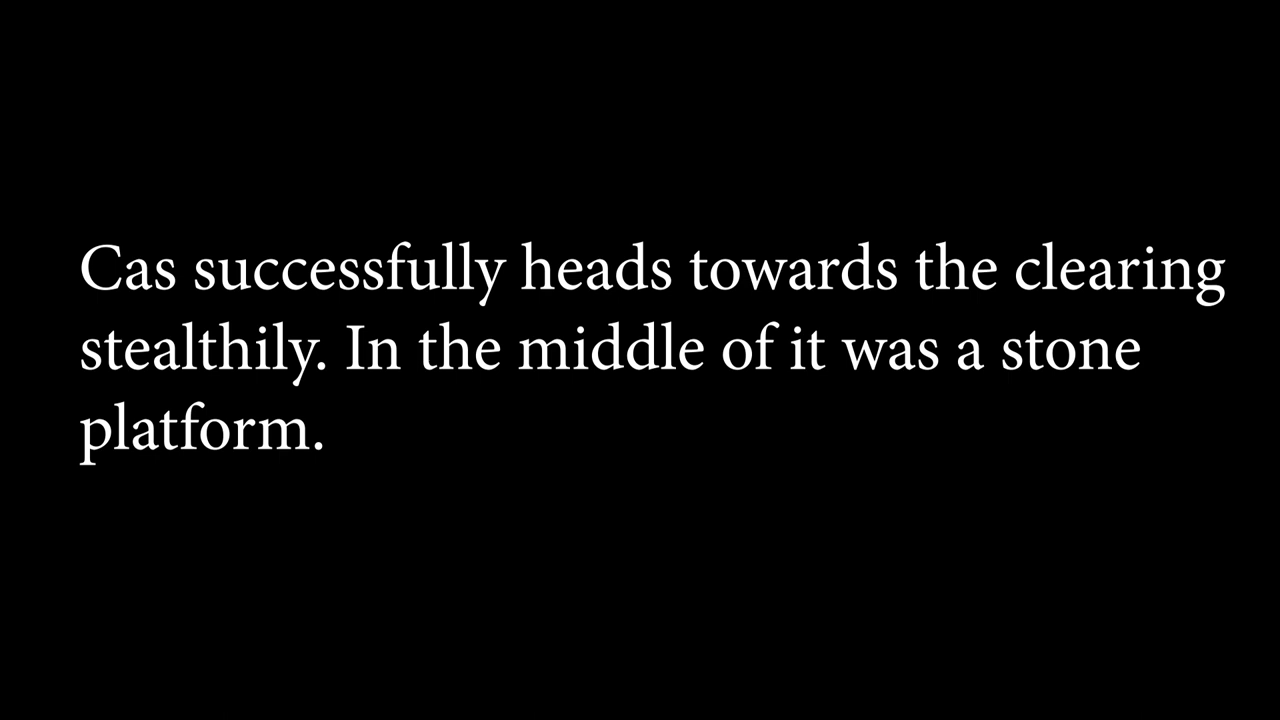 Cas successfully heads towards the clearing
stealthily. In the middle of it was a stone
platform.